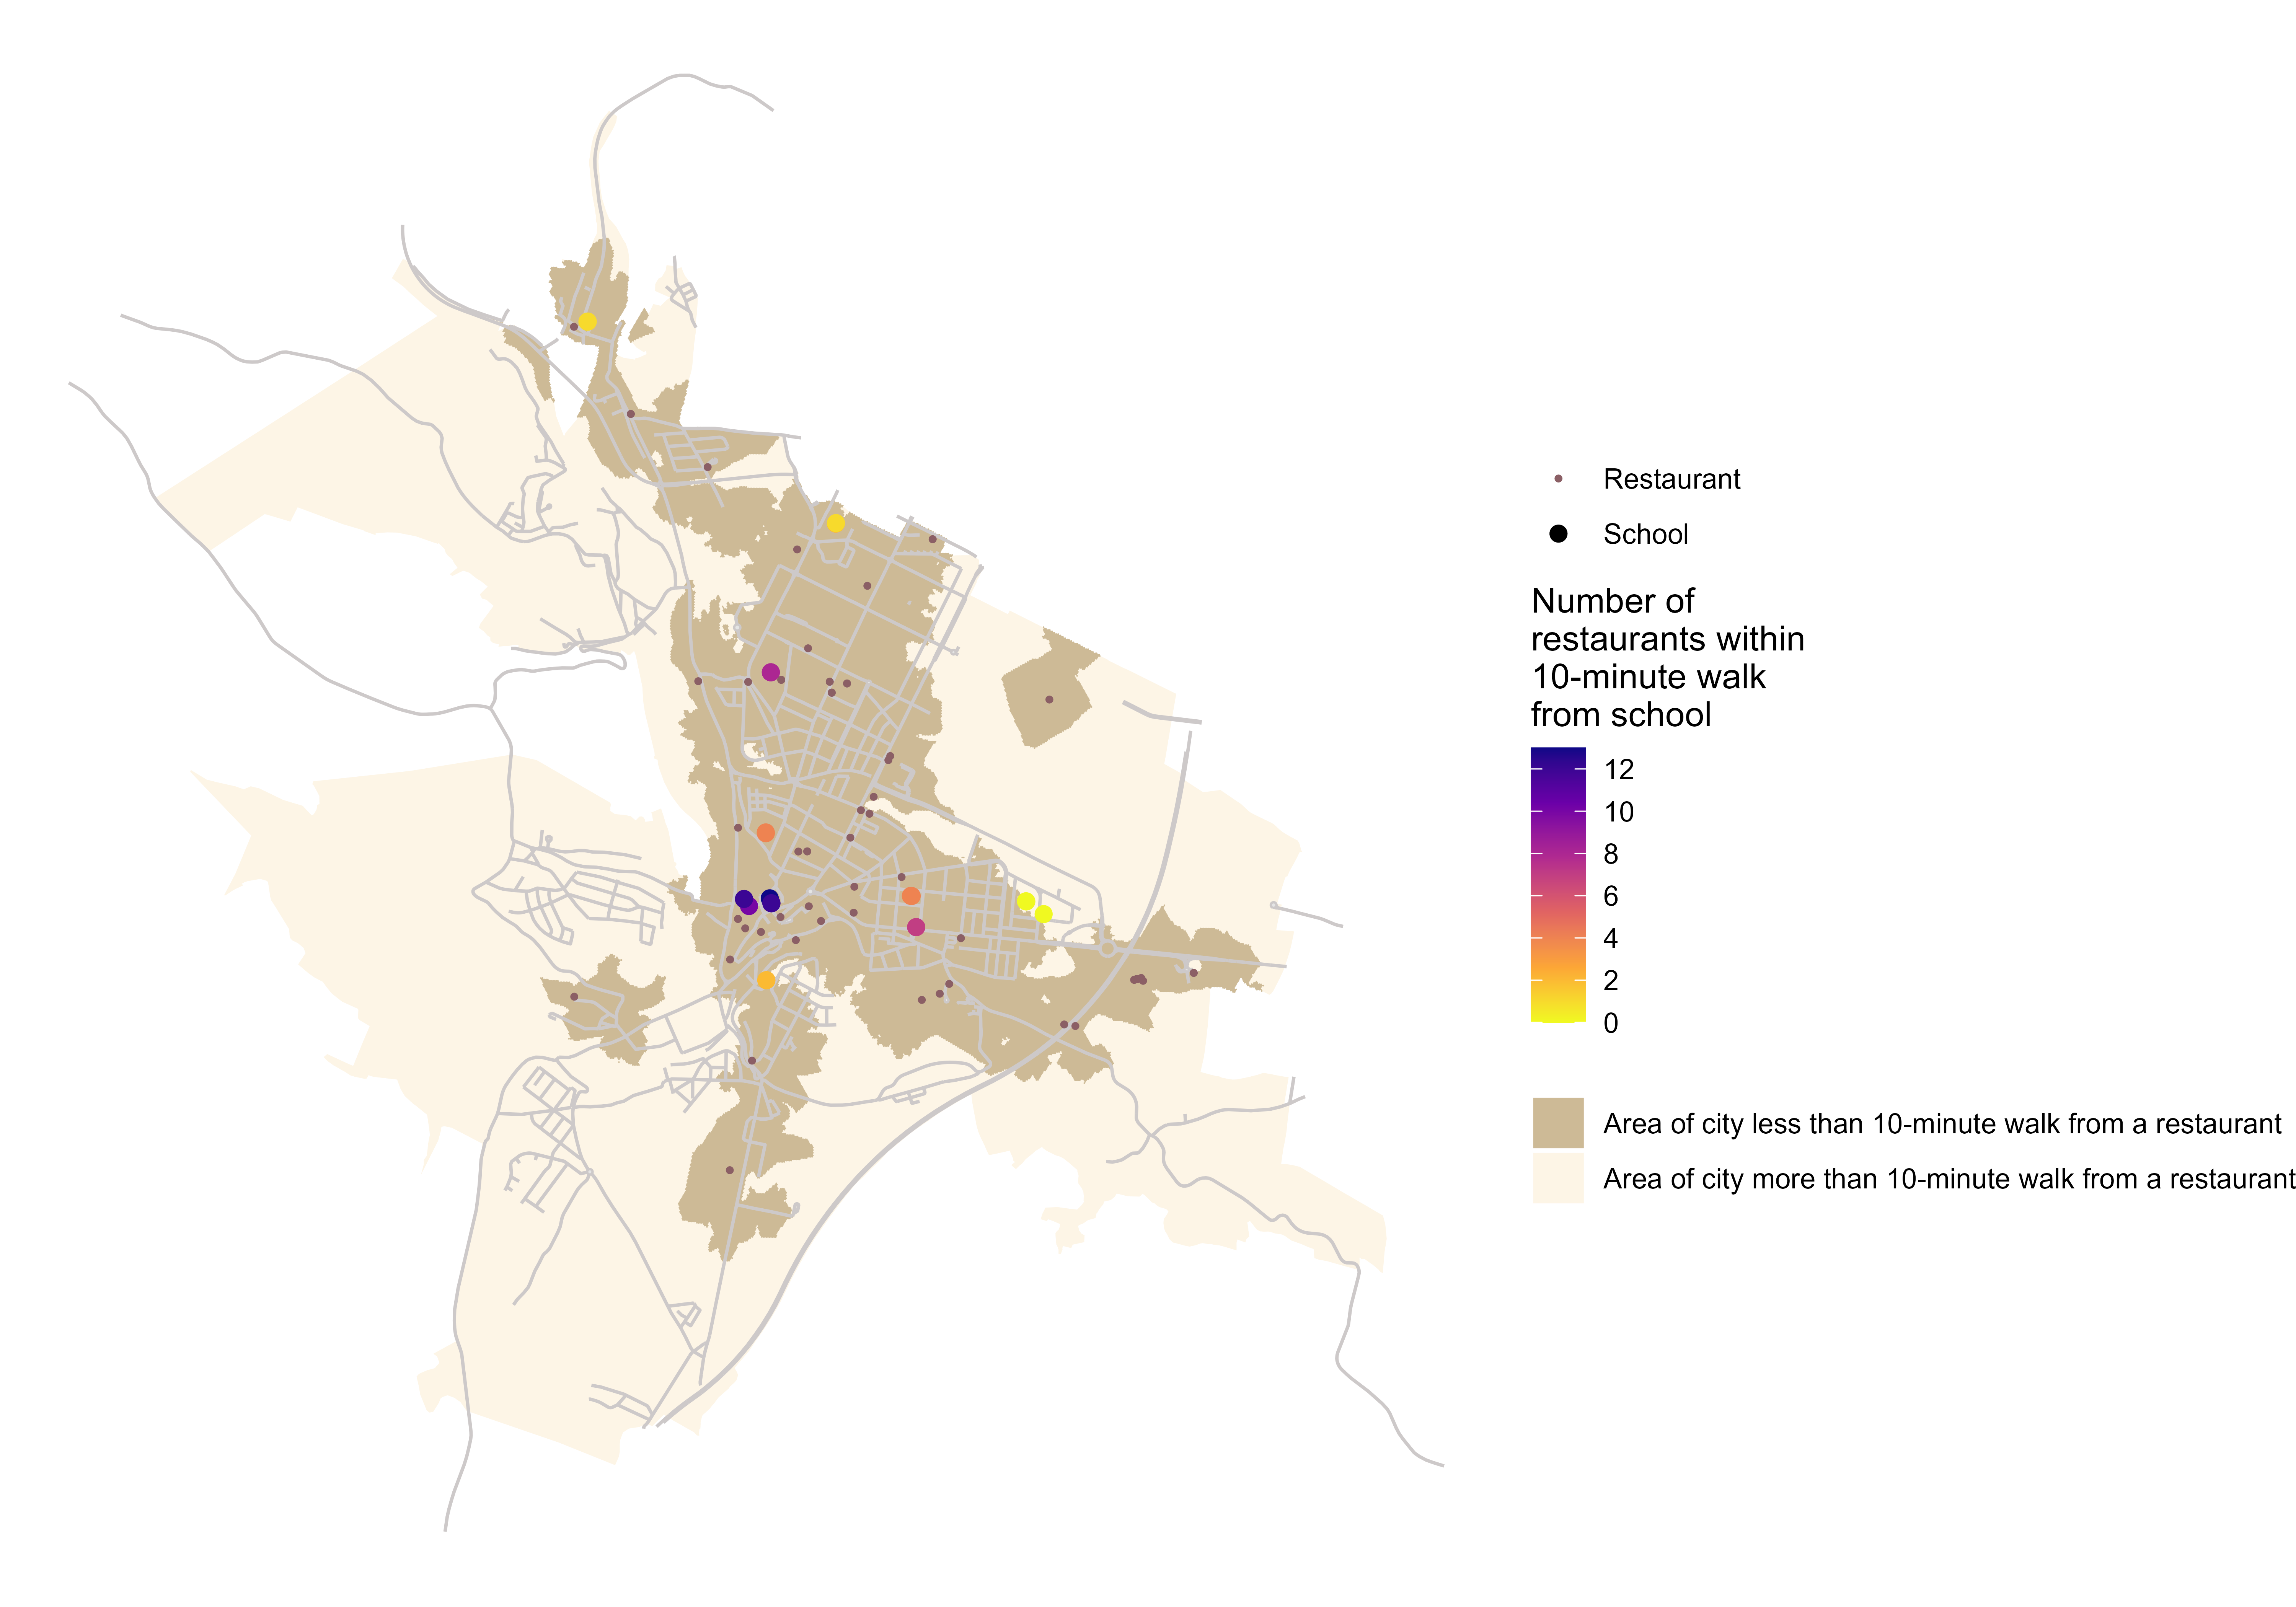 Restaurant
School
Number of
restaurants within
10-minute walk
from school
12
10
8
6
4
2
0
Area of city less than 10-minute walk from a restaurant
Area of city more than 10-minute walk from a restaurant